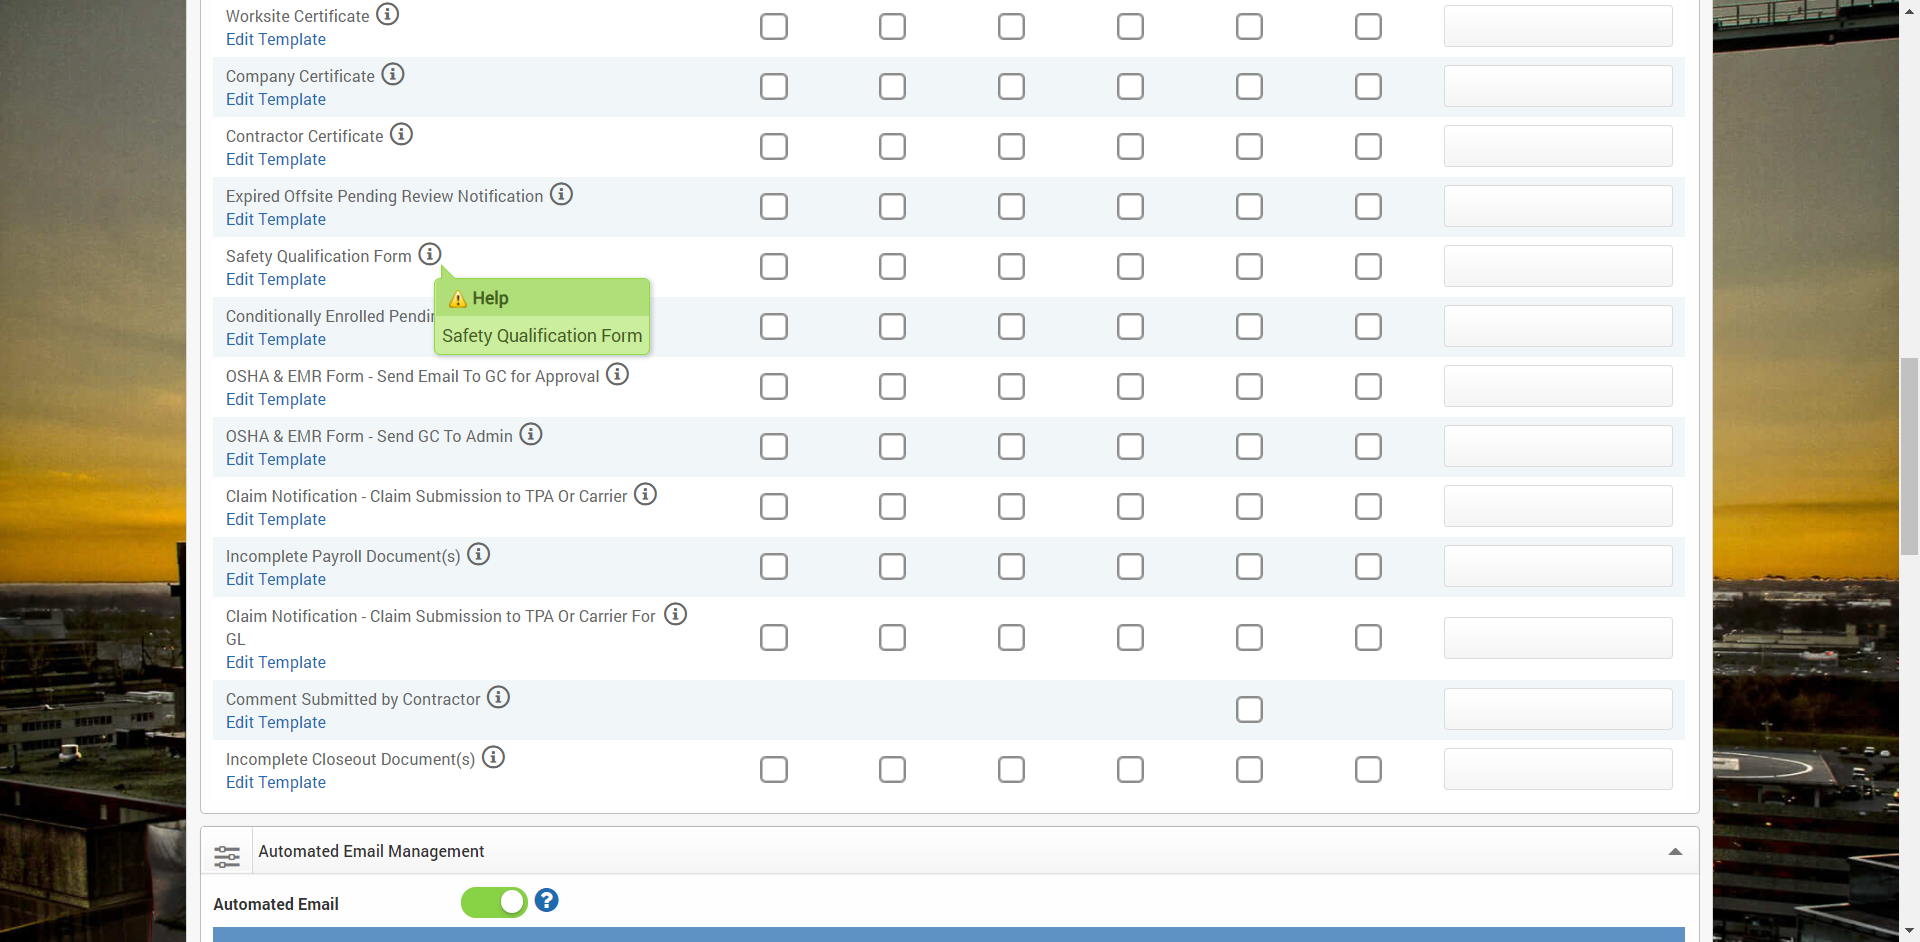 Worksite Certificate
Edit Template
Company Certificate
Edit Template
Contractor Certificate
Edit Template
Expired Offsite Pending Review Notification
Edit Template
Safety Qualification Form
Edit Template
Help
Safety Qualification Form
Conditionally Enrolled Pendin
Edit Template
OSHA & EMR Form - Send Email To GC for Approval
Edit Template
OSHA & EMR Form - Send GC To Admin
Edit Template
Claim Notification - Claim Submission to TPA Or Carrier
Edit Template
Incomplete Payroll Document(s)
Edit Template
Claim Notification - Claim Submission to TPA Or Carrier For
GL
Edit Template
Comment Submitted by Contractor
Edit Template
Incomplete Closeout Document(s)
Edit Template
Automated Email Management
Automated Email